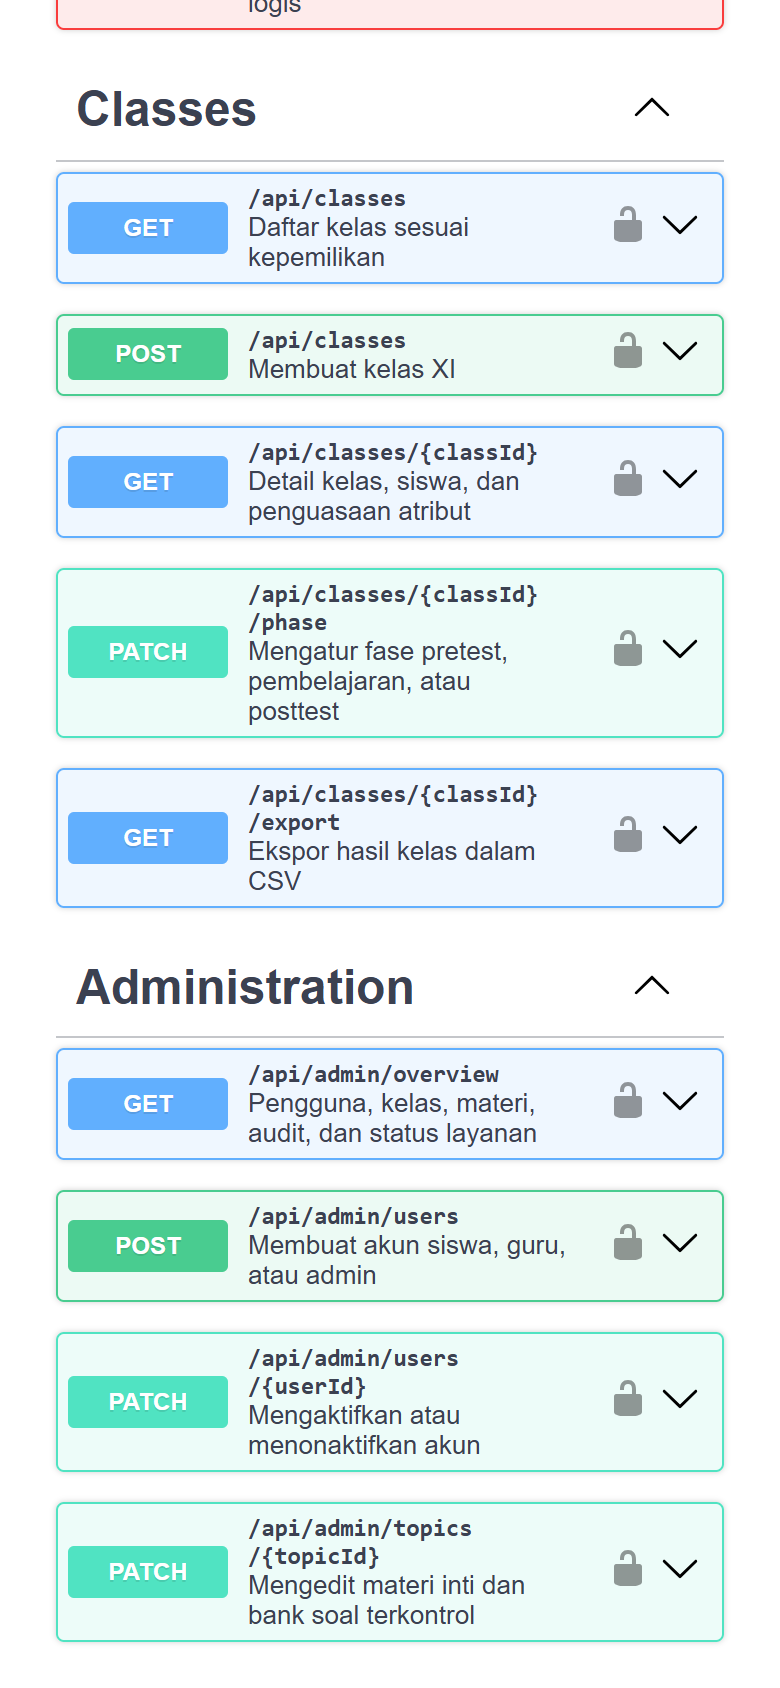 logis
Classes
GET
/api/classes
Daftar kelas sesuai
kepemilikan
POST
/api/classes
Membuat kelas XI
GET
/api/classes/{classId}
Detail kelas, siswa, dan
penguasaan atribut
PATCH
/api/classes/{classId}
/phase
Mengatur fase pretest,
pembelajaran, atau
posttest
GET
/api/classes/{classId}
/export
Ekspor hasil kelas dalam
CSV
Administration
GET
/api/admin/overview
Pengguna, kelas, materi,
audit, dan status layanan
POST
/api/admin/users
Membuat akun siswa, guru,
atau admin
PATCH
/api/admin/users
/{userId}
Mengaktifkan atau
menonaktifkan akun
PATCH
/api/admin/topics
/{topicId}
Mengedit materi inti dan
bank soal terkontrol